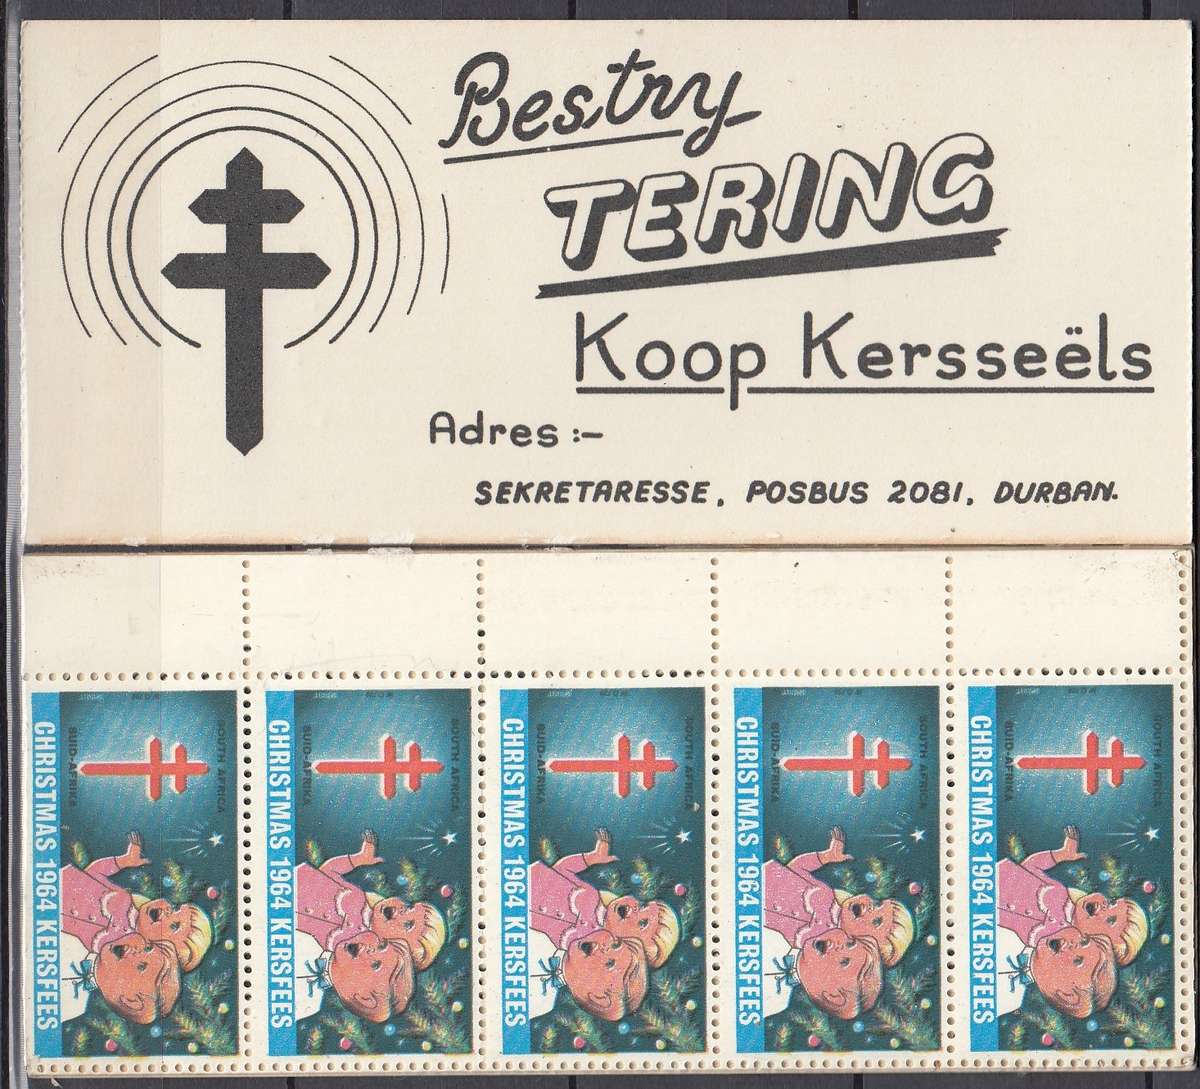 Bestry
TERING
Koop Kersseëls
Adres :-
SEKRETARESSE, POSBUS 2081, DURBAN.
SOUTH AFRICA
SUID-AFRIKA
CHRISTMAS 1964 KERSFEES
SOUTH AFRICA
SUID-AFRIKA
CHRISTMAS 1964 KERSFEES
SOUTH AFRICA
SUID-AFRIKA
CHRISTMAS 1964 KERSFEES
SOUTH AFRICA
SUID-AFRIKA
CHRISTMAS 1964 KERSFEES
SOUTH AFRICA
SUID-AFRIKA
CHRISTMAS 1964 KERSFEES